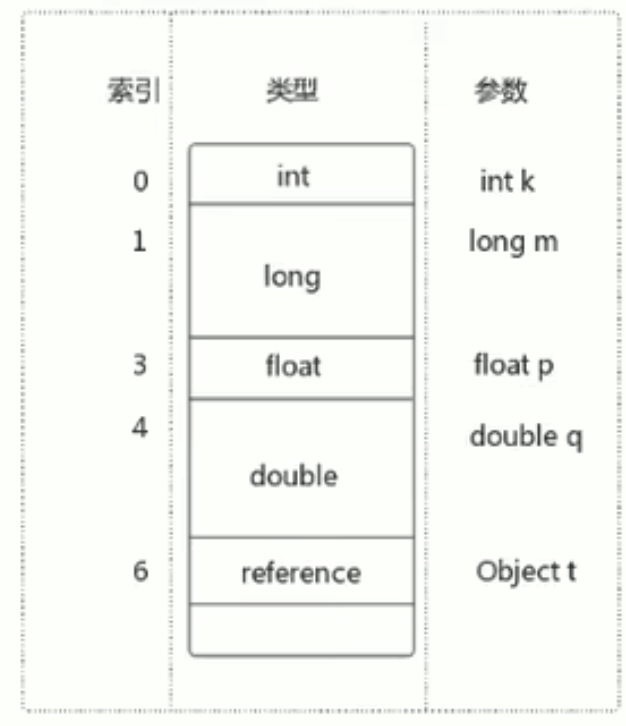 索引 类型 参数
0 int int k
1 long long m
3 float float p
4 double double q
6 reference Object t